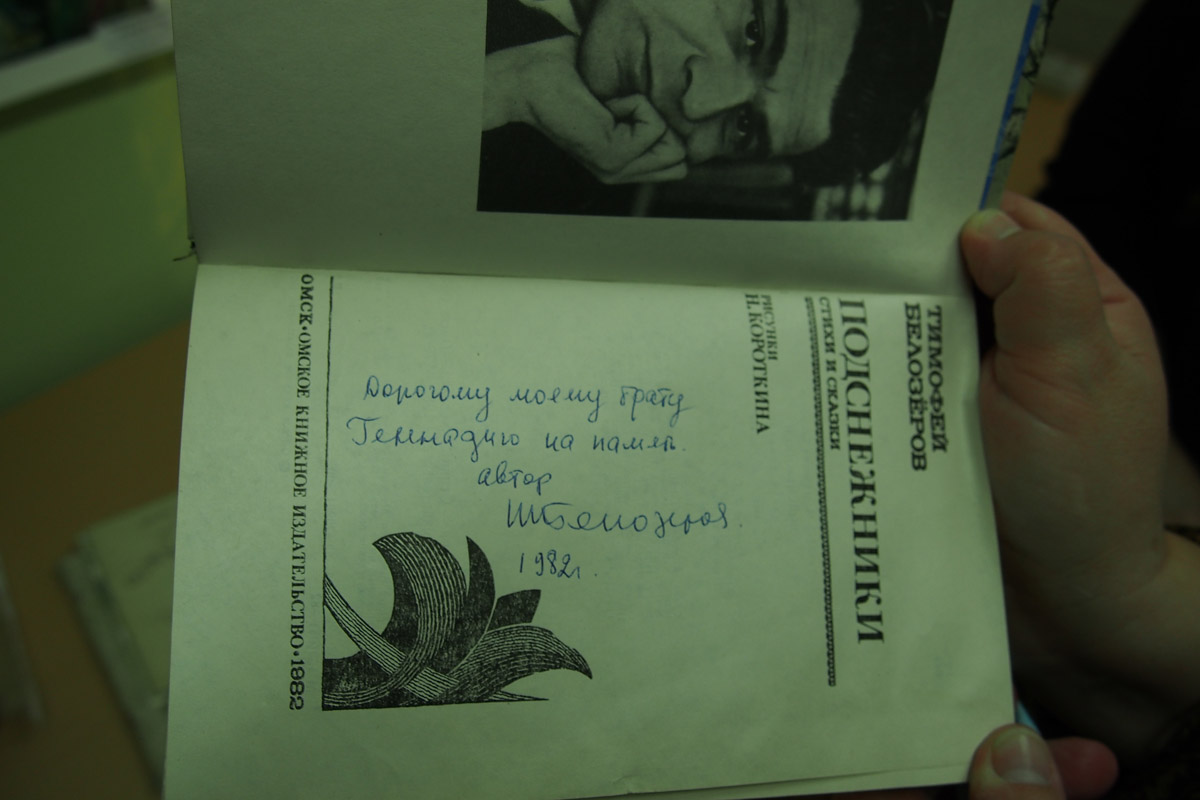 ТИМОФЕЙ
БЕЛОЗЁРОВ
ПОДСНЕЖНИКИ
СТИХИ И СКАЗКИ
РИСУНКИ
Н. КОРОТКИНА
Дорогому моему брату
Геннадию на память.
автор
ТМБелозеров.
1982г.
ОМСК·ОМСКОЕ КНИЖНОЕ ИЗДАТЕЛЬСТВО·1982